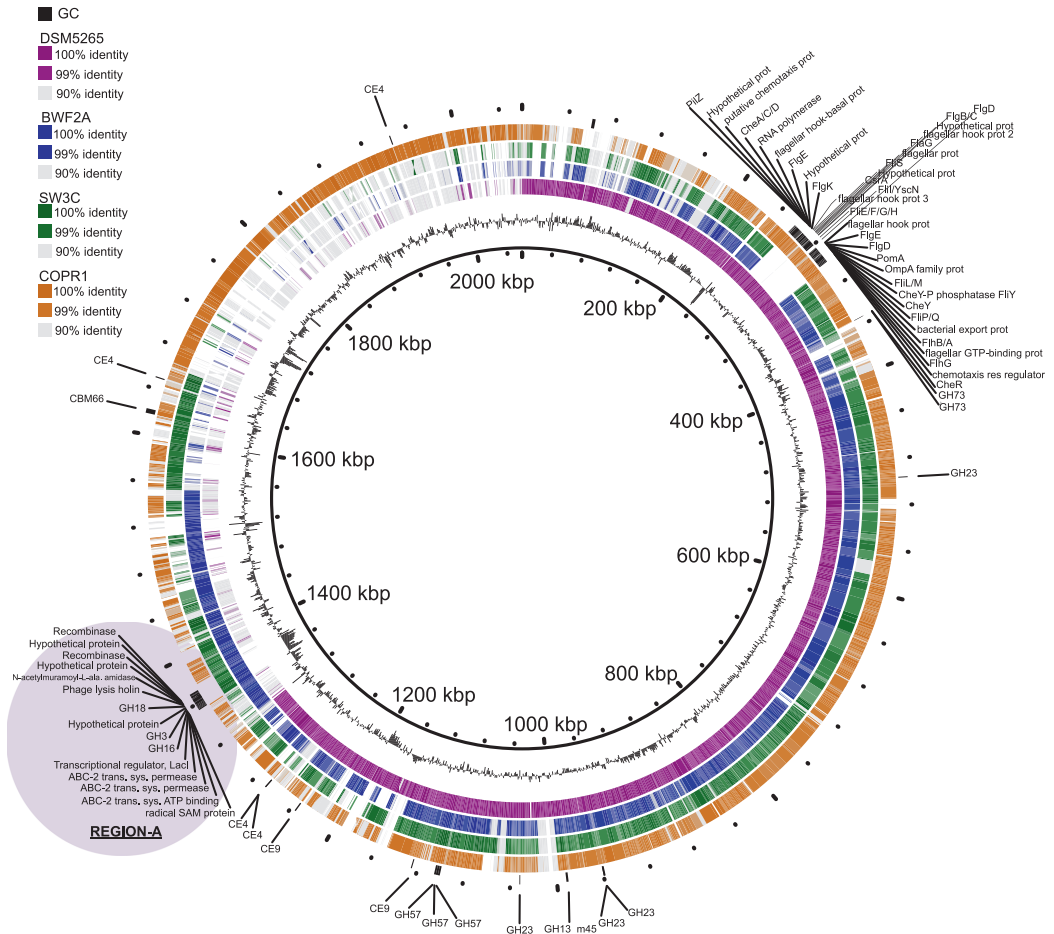 GC
DSM5265
100% identity
99% identity
90% identity
BWF2A
100% identity
99% identity
90% identity
SW3C
100% identity
99% identity
90% identity
COPR1
100% identity
99% identity
90% identity
CE4
PilZ
Hypothetical prot
putative chemotaxis prot
CheA/C/D
RNA polymerase
flagellar hook-basal prot
FlgE
Hypothetical prot
FlgK
FlgD
FlgB/C
Hypothetical prot
flagellar hook prot 2
FlaG
flagellar prot
FliS
Hypothetical prot
CsrA
FliI/YscN
flagellar hook prot 3
FliE/F/G/H
flagellar hook prot
FlgE
FlgD
PomA
OmpA family prot
FliL/M
CheY-P phosphatase FliY
CheY
FliP/Q
bacterial export prot
FlhB/A
flagellar GTP-binding prot
FlhG
chemotaxis res regulator
CheR
GH73
GH73
GH23
2000 kbp
200 kbp
1800 kbp
400 kbp
1600 kbp
600 kbp
1400 kbp
800 kbp
1200 kbp
1000 kbp
CE4
CBM66
Recombinase
Hypothetical protein
Recombinase
Hypothetical protein
N-acetylmuramoyl-L-ala. amidase
Phage lysis holin
GH18
Hypothetical protein
GH3
GH16
Transcriptional regulator, LacI
ABC-2 trans. sys. permease
ABC-2 trans. sys. permease
ABC-2 trans. sys. ATP binding
radical SAM protein
REGION-A
CE4
CE4
CE9
CE9
GH57
GH57
GH57
GH23
GH13
m45
GH23
GH23